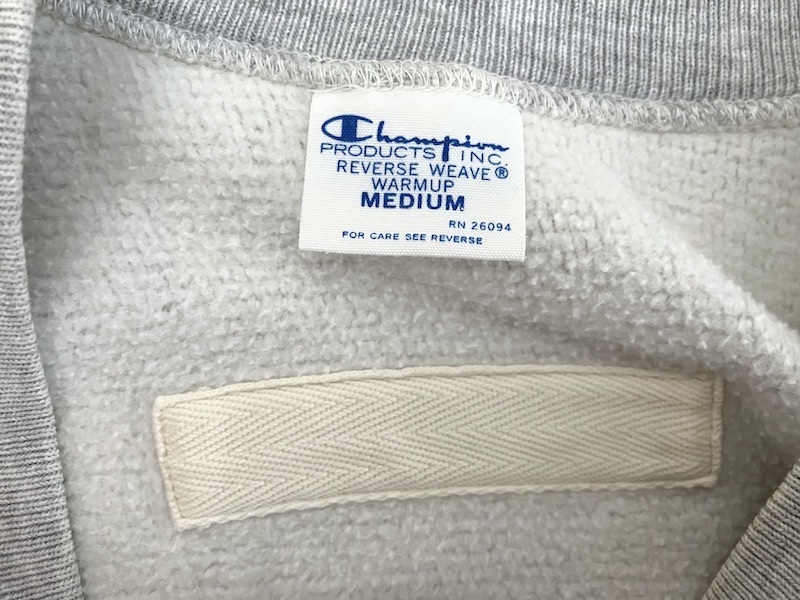 Champion
PRODUCTS INC.
REVERSE WEAVE®
WARMUP
MEDIUM
RN 26094
FOR CARE SEE REVERSE